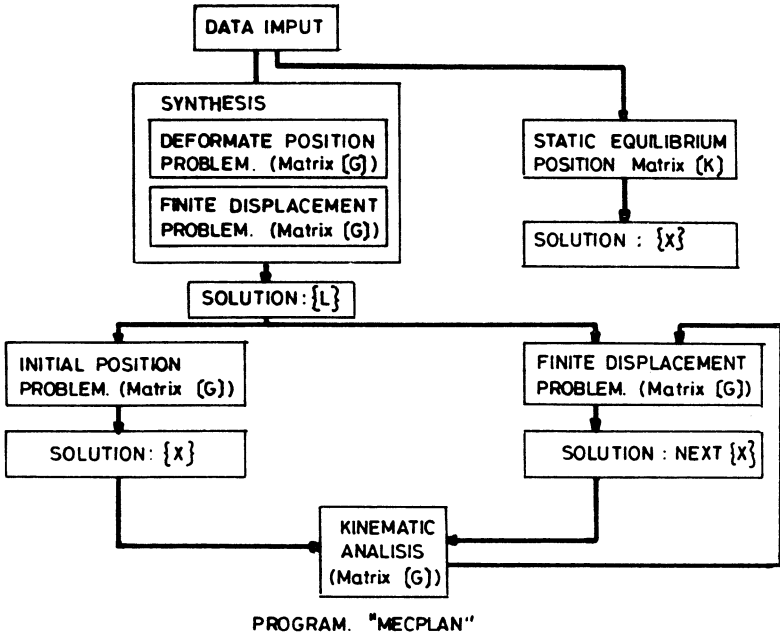 DATA IMPUT
SYNTHESIS
DEFORMATE POSITION
PROBLEM. (Matrix [G])
FINITE DISPLACEMENT
PROBLEM. (Matrix [G])
STATIC EQUILIBRIUM
POSITION Matrix [K]
SOLUTION : {X}
SOLUTION : {L}
INITIAL POSITION
PROBLEM. (Matrix [G])
SOLUTION : {X}
FINITE DISPLACEMENT
PROBLEM. (Matrix [G])
SOLUTION : NEXT {X}
KINEMATIC
ANALISIS
(Matrix [G])
PROGRAM. "MECPLAN"